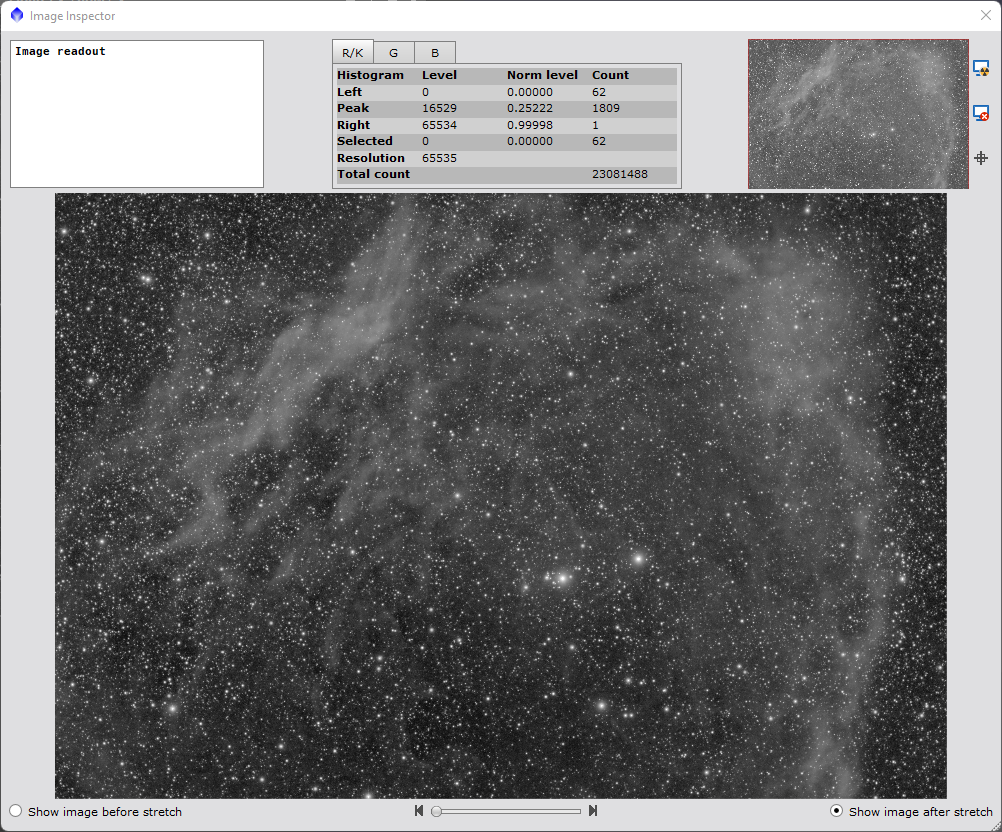 Image Inspector
Image readout
R/K G B
Histogram Level Norm level Count
Left 0 0.00000 62
Peak 16529 0.25222 1809
Right 65534 0.99998 1
Selected 0 0.00000 62
Resolution 65535
Total count 23081488
Show image before stretch
Show image after stretch